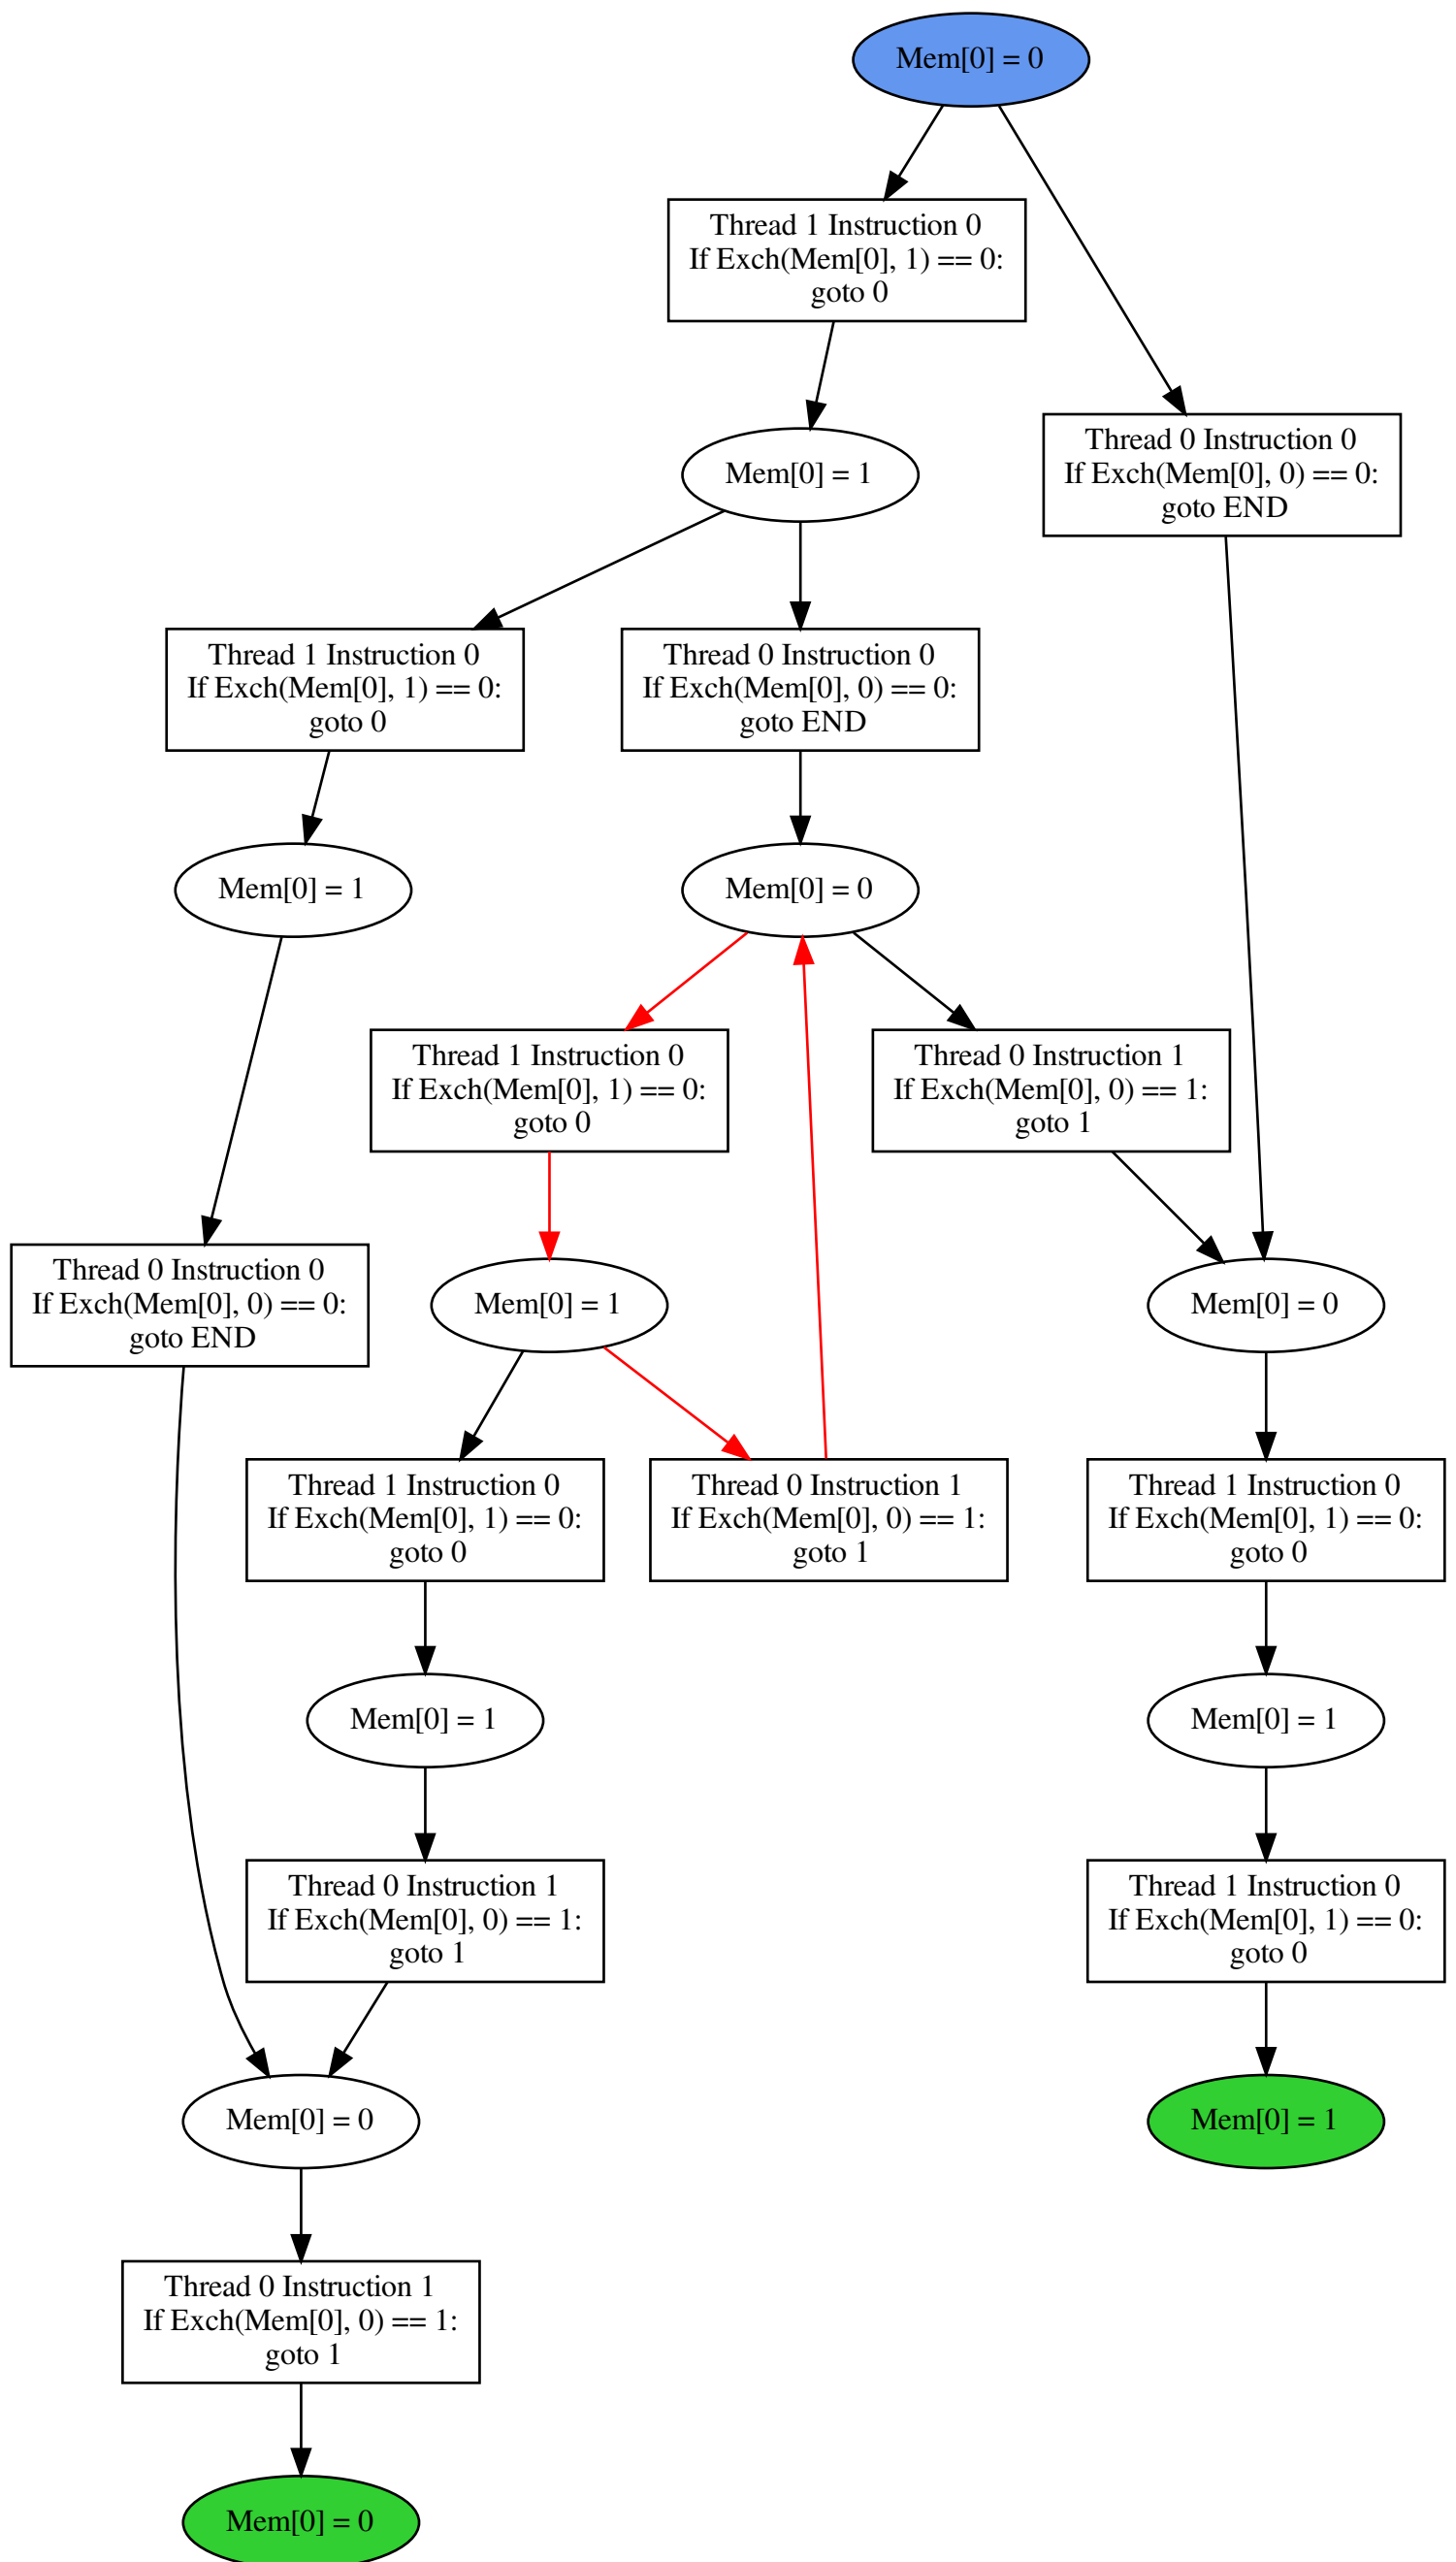 Mem[0] = 0
Thread 1 Instruction 0
If Exch(Mem[0], 1) == 0:
goto 0
Mem[0] = 1
Thread 0 Instruction 0
If Exch(Mem[0], 0) == 0:
goto END
Thread 1 Instruction 0
If Exch(Mem[0], 1) == 0:
goto 0
Thread 0 Instruction 0
If Exch(Mem[0], 0) == 0:
goto END
Mem[0] = 1
Mem[0] = 0
Thread 1 Instruction 0
If Exch(Mem[0], 1) == 0:
goto 0
Thread 0 Instruction 1
If Exch(Mem[0], 0) == 1:
goto 1
Thread 0 Instruction 0
If Exch(Mem[0], 0) == 0:
goto END
Mem[0] = 1
Mem[0] = 0
Thread 1 Instruction 0
If Exch(Mem[0], 1) == 0:
goto 0
Thread 0 Instruction 1
If Exch(Mem[0], 0) == 1:
goto 1
Thread 1 Instruction 0
If Exch(Mem[0], 1) == 0:
goto 0
Mem[0] = 1
Mem[0] = 1
Thread 0 Instruction 1
If Exch(Mem[0], 0) == 1:
goto 1
Thread 1 Instruction 0
If Exch(Mem[0], 1) == 0:
goto 0
Mem[0] = 0
Mem[0] = 1
Thread 0 Instruction 1
If Exch(Mem[0], 0) == 1:
goto 1
Mem[0] = 0